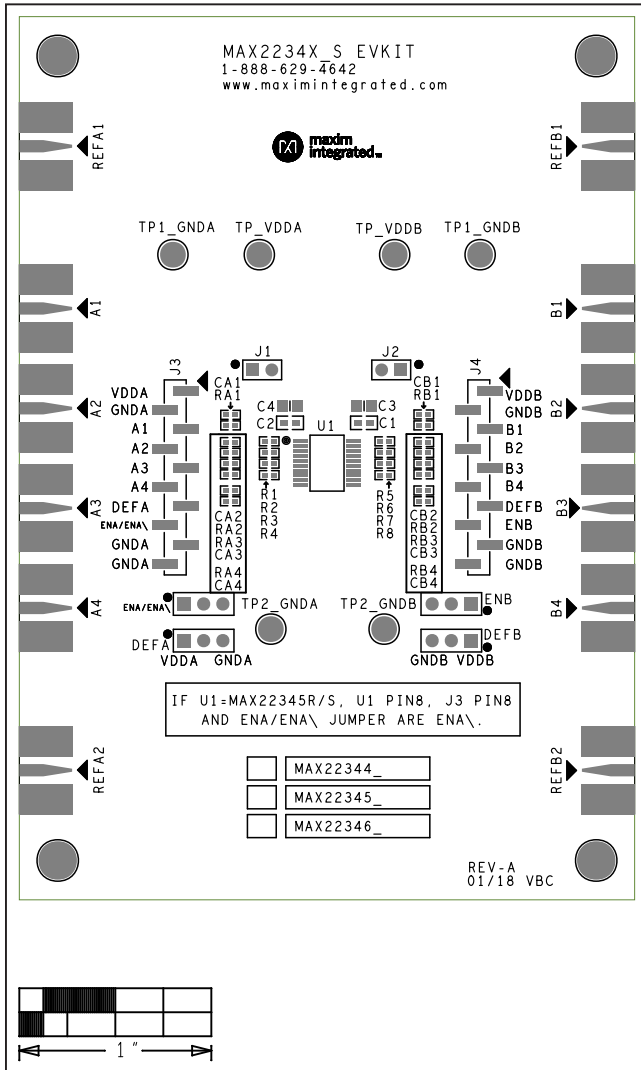 MAX2234X_S EVKIT
1-888-629-4642
www.maximintegrated.com
maxim
integrated™
REFA1
REFB1
TP1_GNDA
TP_VDDA
TP_VDDB
TP1_GNDB
A1
B1
J3
J1
J2
J4
CA1
RA1
CB1
RB1
VDDA
GNDA
A1
A2
A3
A4
DEFA
ENA/ENA\
GNDA
GNDA
VDDB
GNDB
B1
B2
B3
B4
DEFB
ENB
GNDB
GNDB
A2
B2
A3
B3
A4
B4
C4
C2
U1
C3
C1
R1
R2
R3
R4
R5
R6
R7
R8
CA2
RA2
RA3
CA3
RA4
CA4
CB2
RB2
RB3
CB3
RB4
CB4
ENA/ENA\
TP2_GNDA
TP2_GNDB
ENB
DEFA
VDDA GNDA
DEFB
GNDB VDDB
IF U1=MAX22345R/S, U1 PIN8, J3 PIN8
AND ENA/ENA\ JUMPER ARE ENA\.
REFA2
REFB2
MAX22344_
MAX22345_
MAX22346_
REV-A
01/18 VBC
1"